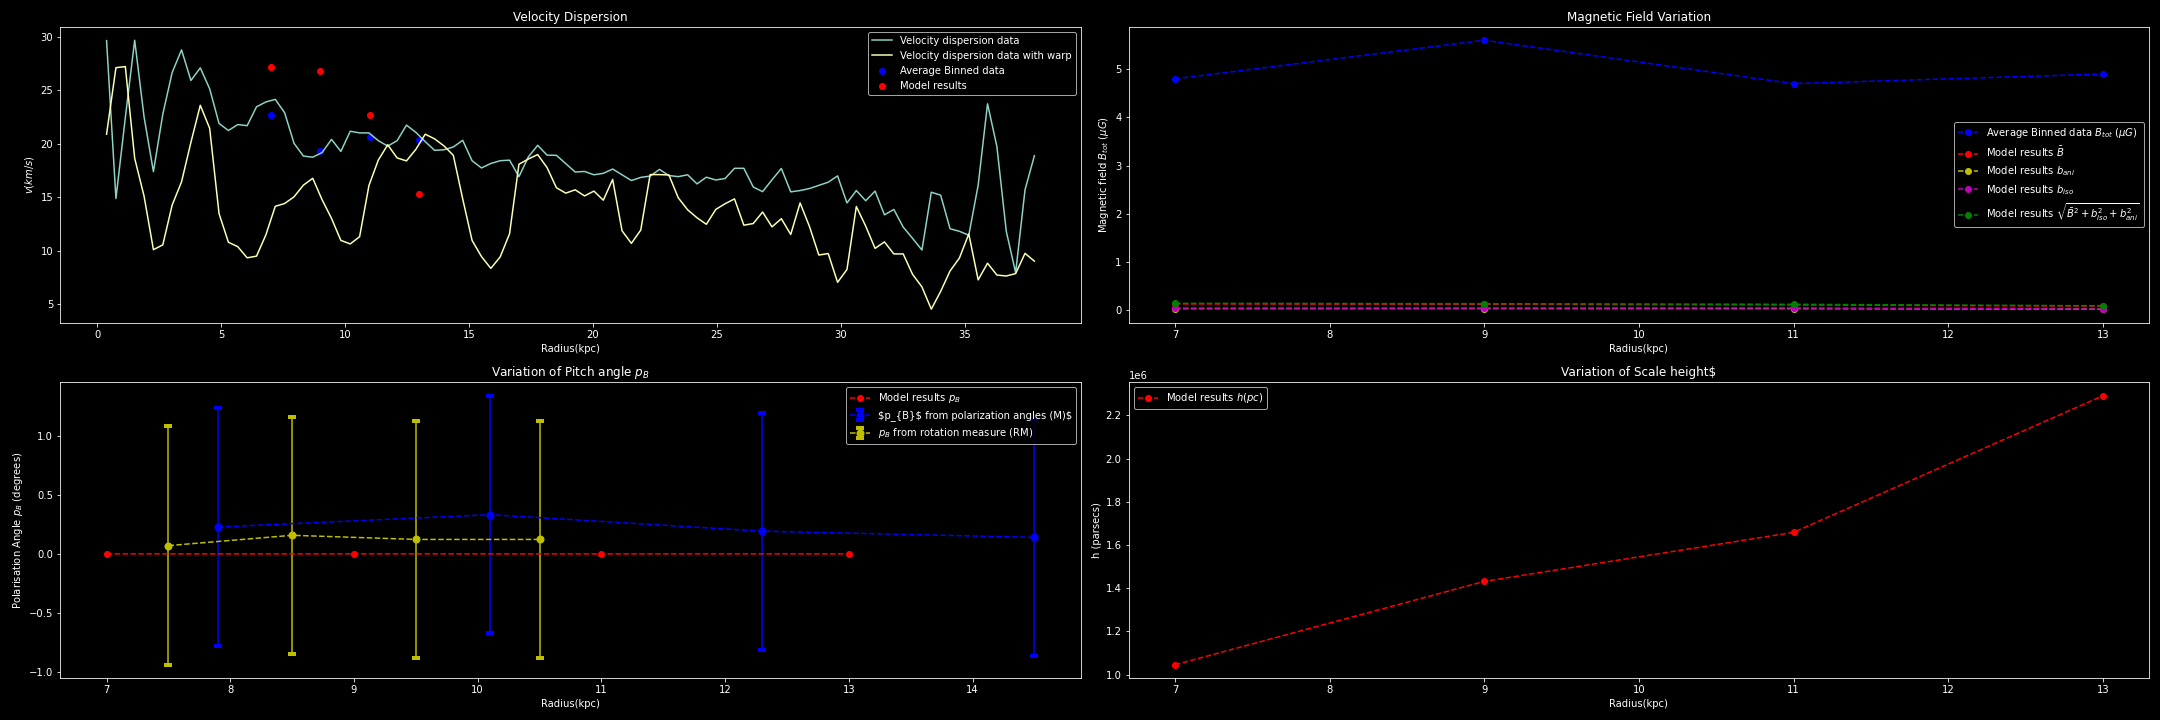 Velocity Dispersion
30
25
20
15
10
5
v(km/s)
0 5 10 15 20 25 30 35
Radius(kpc)
Velocity dispersion data
Velocity dispersion data with warp
Average Binned data
Model results
Magnetic Field Variation
5
4
3
2
1
0
Magnetic field B_tot (μG)
7 8 9 10 11 12 13
Radius(kpc)
Average Binned data B_tot (μG)
Model results B̄
Model results b_ani
Model results b_iso
Model results √(B̄² + b²_iso + b²_ani)
Variation of Pitch angle p_B
1.0
0.5
0.0
−0.5
−1.0
Polarisation Angle p_B (degrees)
7 8 9 10 11 12 13 14
Radius(kpc)
Model results p_B
$p_{B}$ from polarization angles (M)$
p_B from rotation measure (RM)
Variation of Scale height$
1e6
2.2
2.0
1.8
1.6
1.4
1.2
1.0
h (parsecs)
7 8 9 10 11 12 13
Radius(kpc)
Model results h(pc)